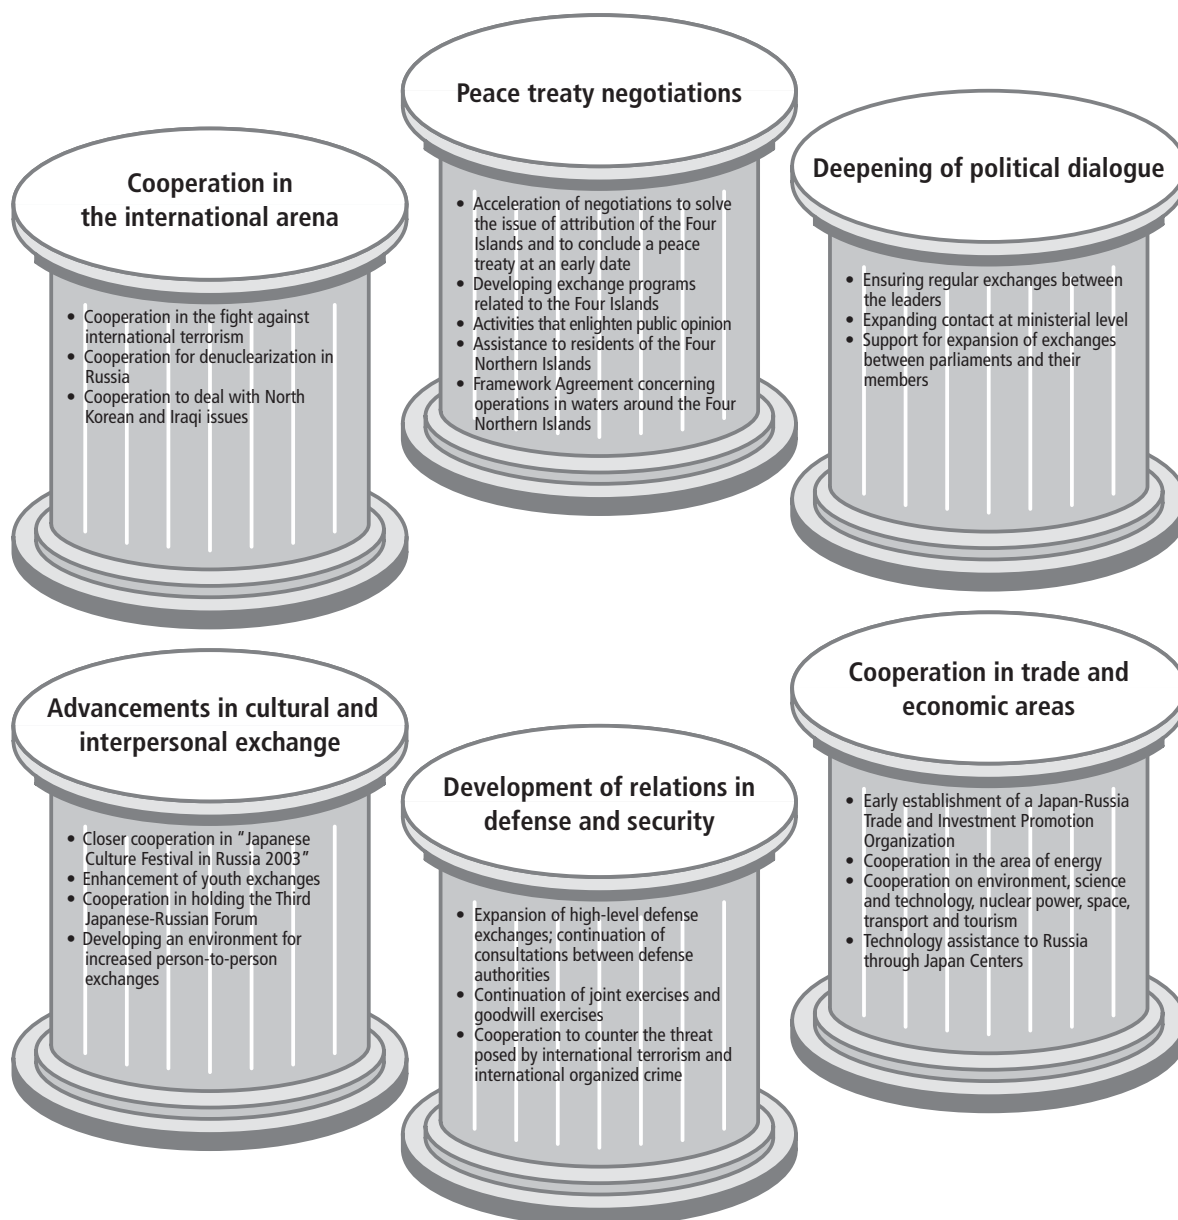 Peace treaty negotiations
• Acceleration of negotiations to solve
the issue of attribution of the Four
Islands and to conclude a peace
treaty at an early date
• Developing exchange programs
related to the Four Islands
• Activities that enlighten public opinion
• Assistance to residents of the Four
Northern Islands
• Framework Agreement concerning
operations in waters around the Four
Northern Islands
Cooperation in
the international arena
• Cooperation in the fight against
international terrorism
• Cooperation for denuclearization in
Russia
• Cooperation to deal with North
Korean and Iraqi issues
Deepening of political dialogue
• Ensuring regular exchanges between
the leaders
• Expanding contact at ministerial level
• Support for expansion of exchanges
between parliaments and their
members
Advancements in cultural and
interpersonal exchange
• Closer cooperation in “Japanese
Culture Festival in Russia 2003”
• Enhancement of youth exchanges
• Cooperation in holding the Third
Japanese-Russian Forum
• Developing an environment for
increased person-to-person
exchanges
Development of relations in
defense and security
• Expansion of high-level defense
exchanges; continuation of
consultations between defense
authorities
• Continuation of joint exercises and
goodwill exercises
• Cooperation to counter the threat
posed by international terrorism and
international organized crime
Cooperation in trade and
economic areas
• Early establishment of a Japan-Russia
Trade and Investment Promotion
Organization
• Cooperation in the area of energy
• Cooperation on environment, science
and technology, nuclear power, space,
transport and tourism
• Technology assistance to Russia
through Japan Centers